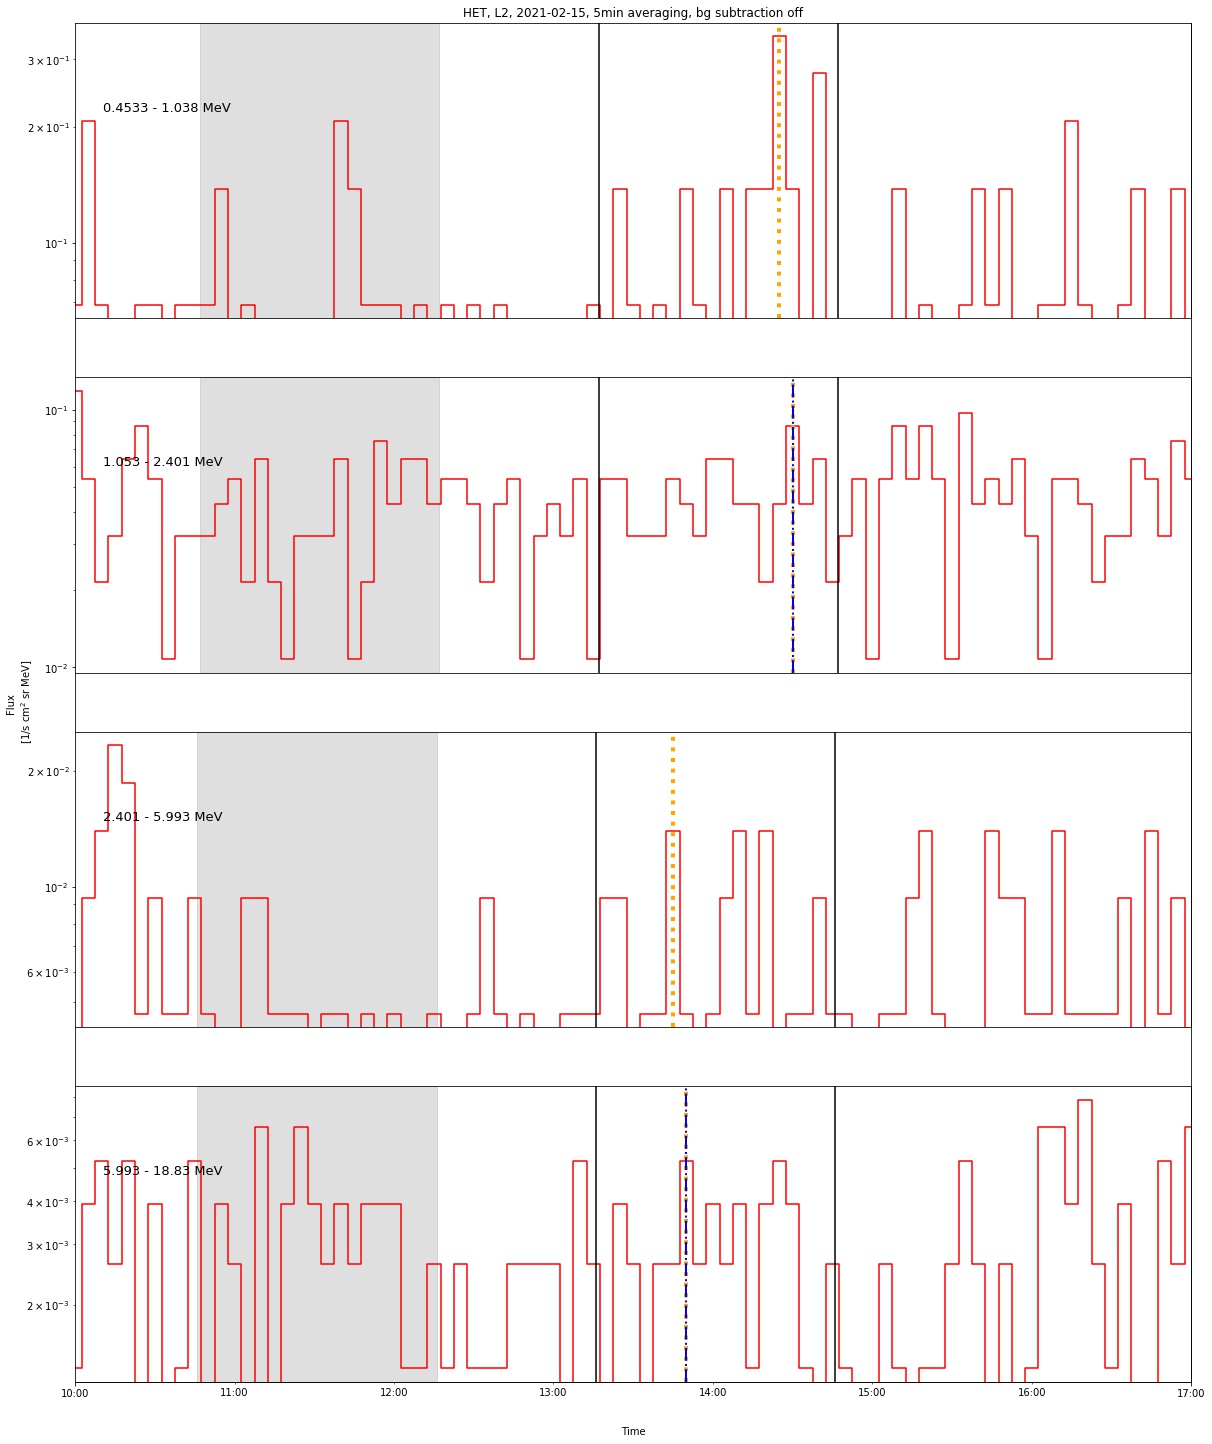 HET, L2, 2021-02-15, 5min averaging, bg subtraction off
3 × 10⁻¹
0.4533 - 1.038 MeV
2 × 10⁻¹
10⁻¹
10⁻¹
1.053 - 2.401 MeV
10⁻²
Flux
[1/s cm² sr MeV]
2 × 10⁻²
2.401 - 5.993 MeV
10⁻²
6 × 10⁻³
6 × 10⁻³
5.993 - 18.83 MeV
4 × 10⁻³
3 × 10⁻³
2 × 10⁻³
10:00 11:00 12:00 13:00 14:00 15:00 16:00 17:00
Time